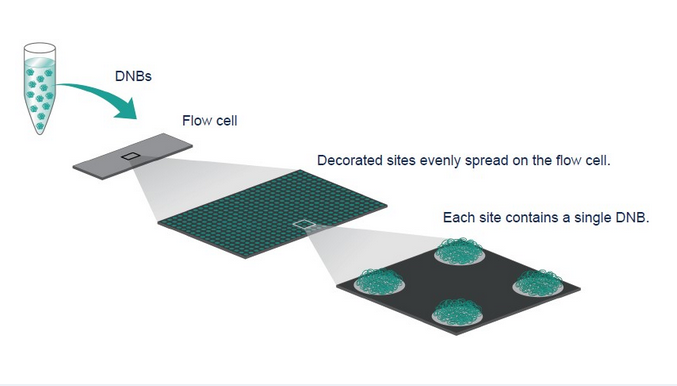 DNBs
Flow cell
Decorated sites evenly spread on the flow cell.
Each site contains a single DNB.